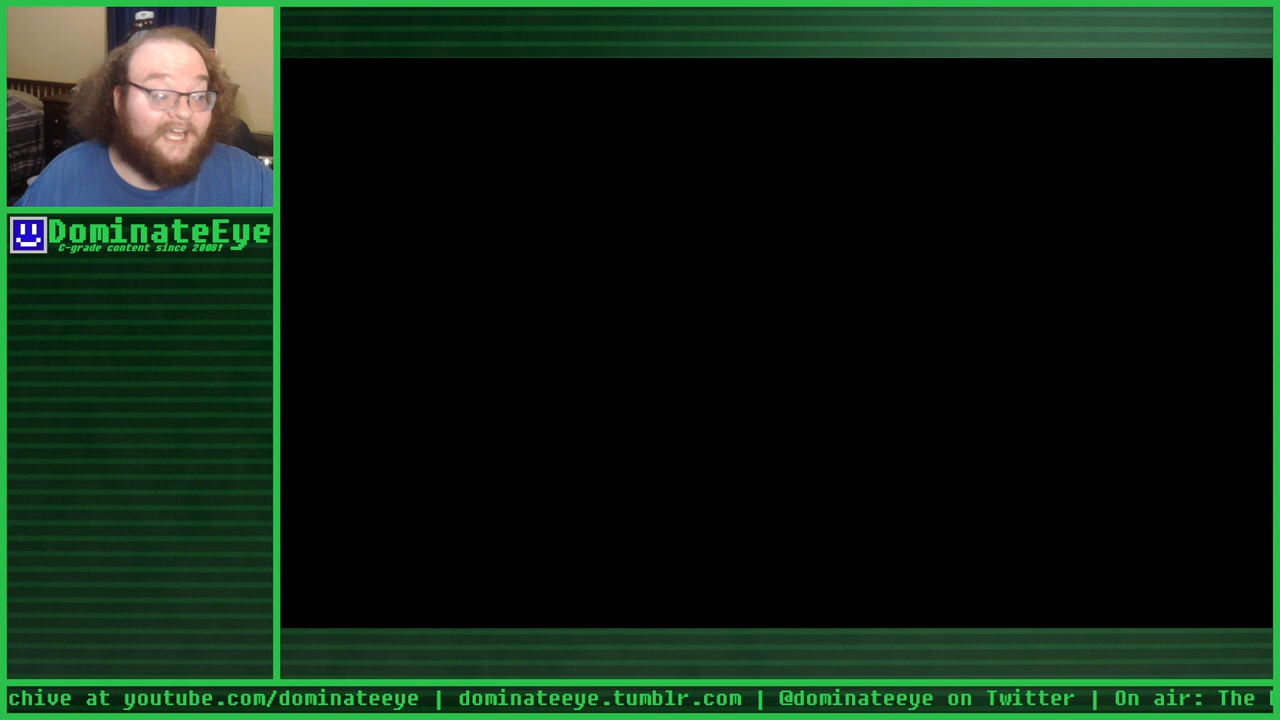 DominateEye
C-grade content since 2008!
chive at youtube.com/dominateeye | dominateeye.tumblr.com | @dominateeye on Twitter | On air: The